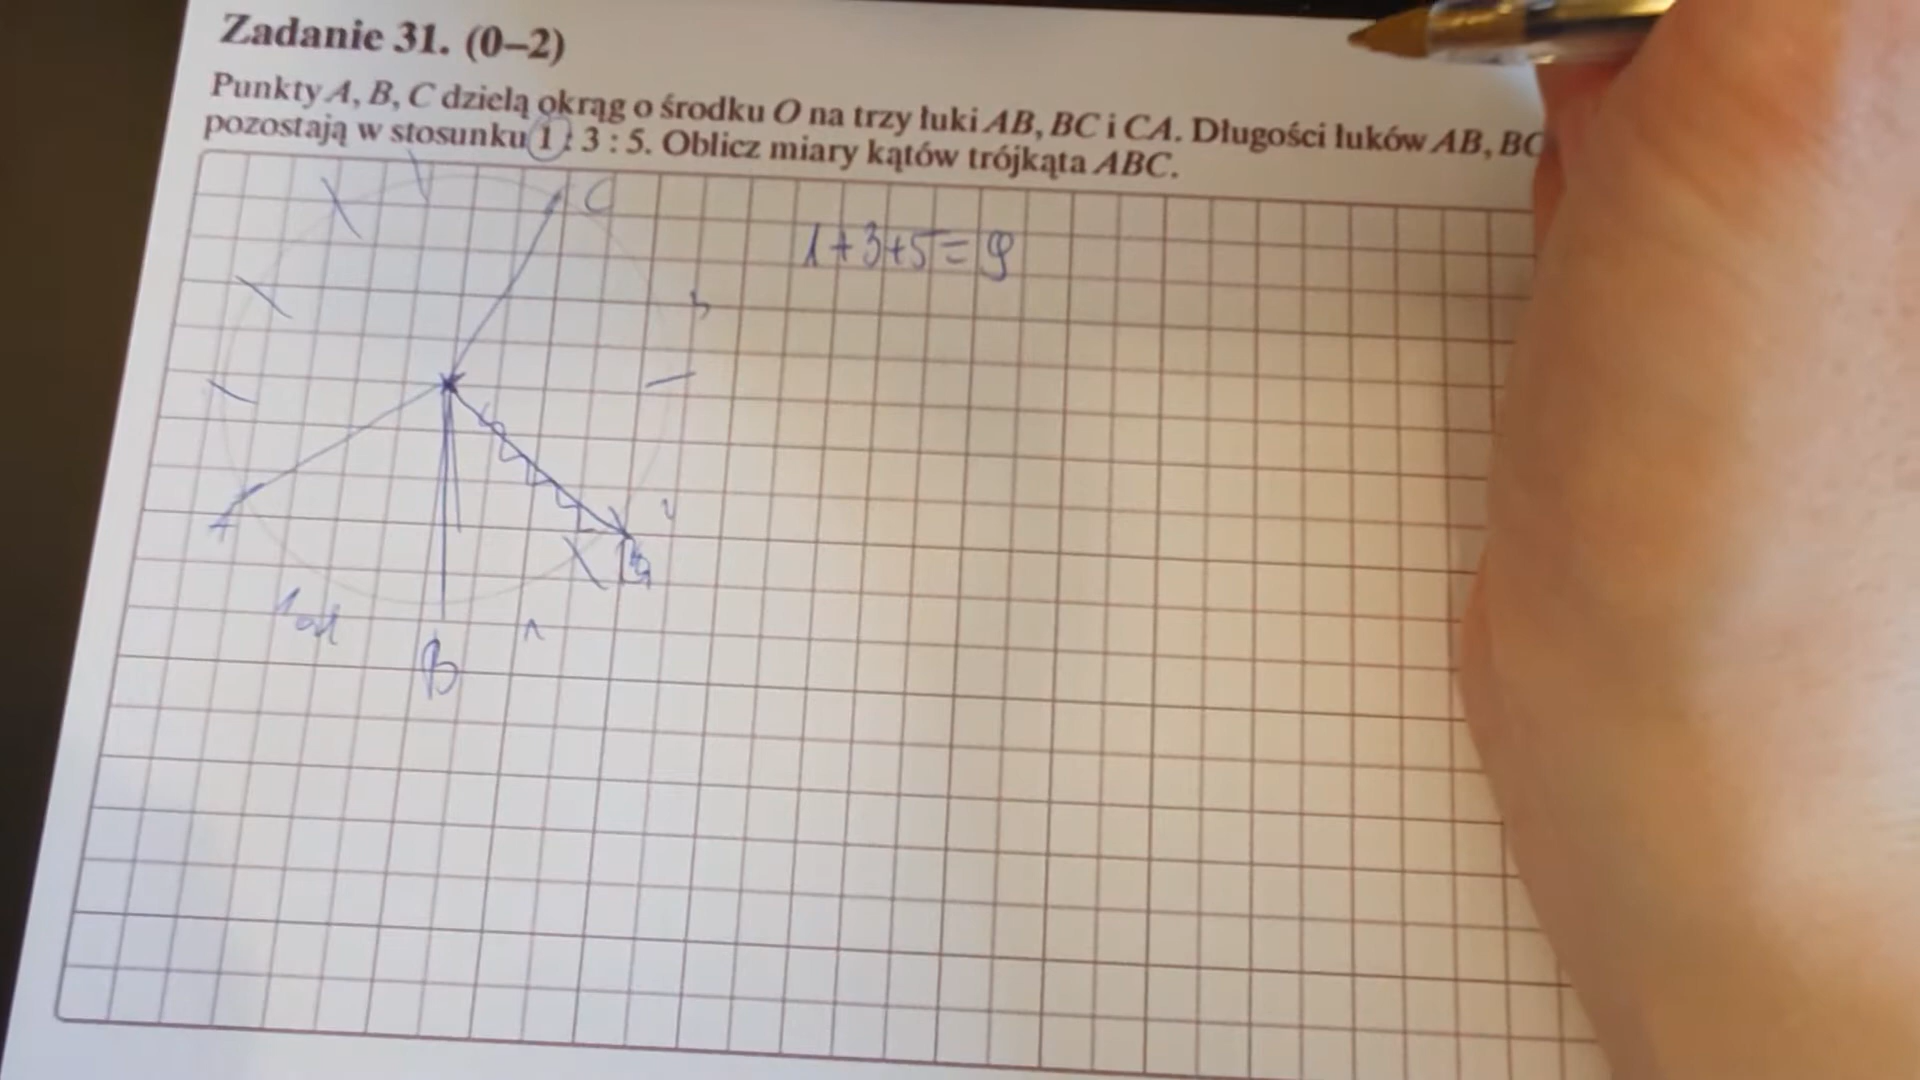 Zadanie 31. (0–2)
Punkty A, B, C dzielą okrąg o środku O na trzy łuki AB, BC i CA. Długości łuków AB, BC
pozostają w stosunku 1 : 3 : 5. Oblicz miary kątów trójkąta ABC.
C
1+3+5=9
A
B